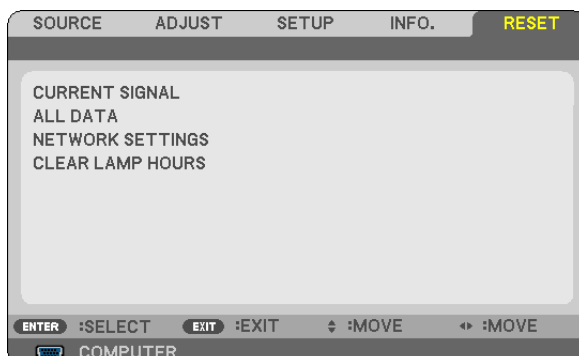 SOURCE ADJUST SETUP INFO. RESET
CURRENT SIGNAL
ALL DATA
NETWORK SETTINGS
CLEAR LAMP HOURS
ENTER :SELECT EXIT :EXIT :MOVE :MOVE
COMPUTER